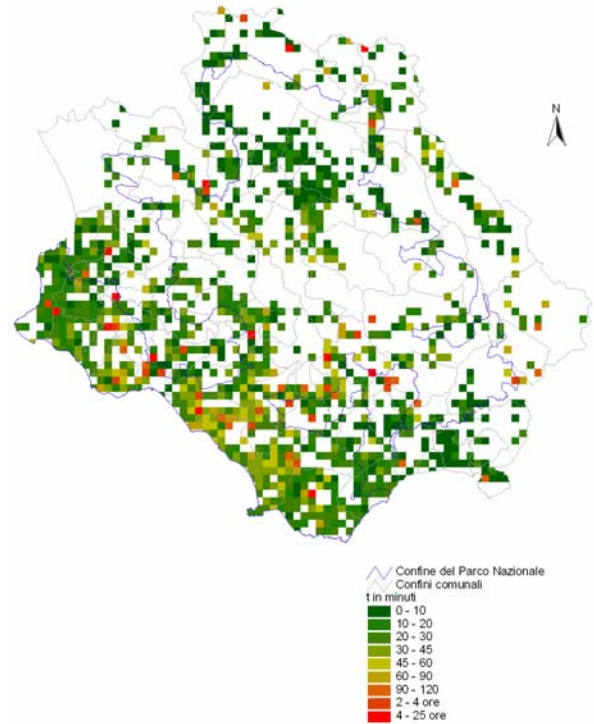 N
Confine del Parco Nazionale
Confini comunali
t in minuti
0 - 10
10 - 20
20 - 30
30 - 45
45 - 60
60 - 90
90 - 120
2 - 4 ore
4 - 25 ore